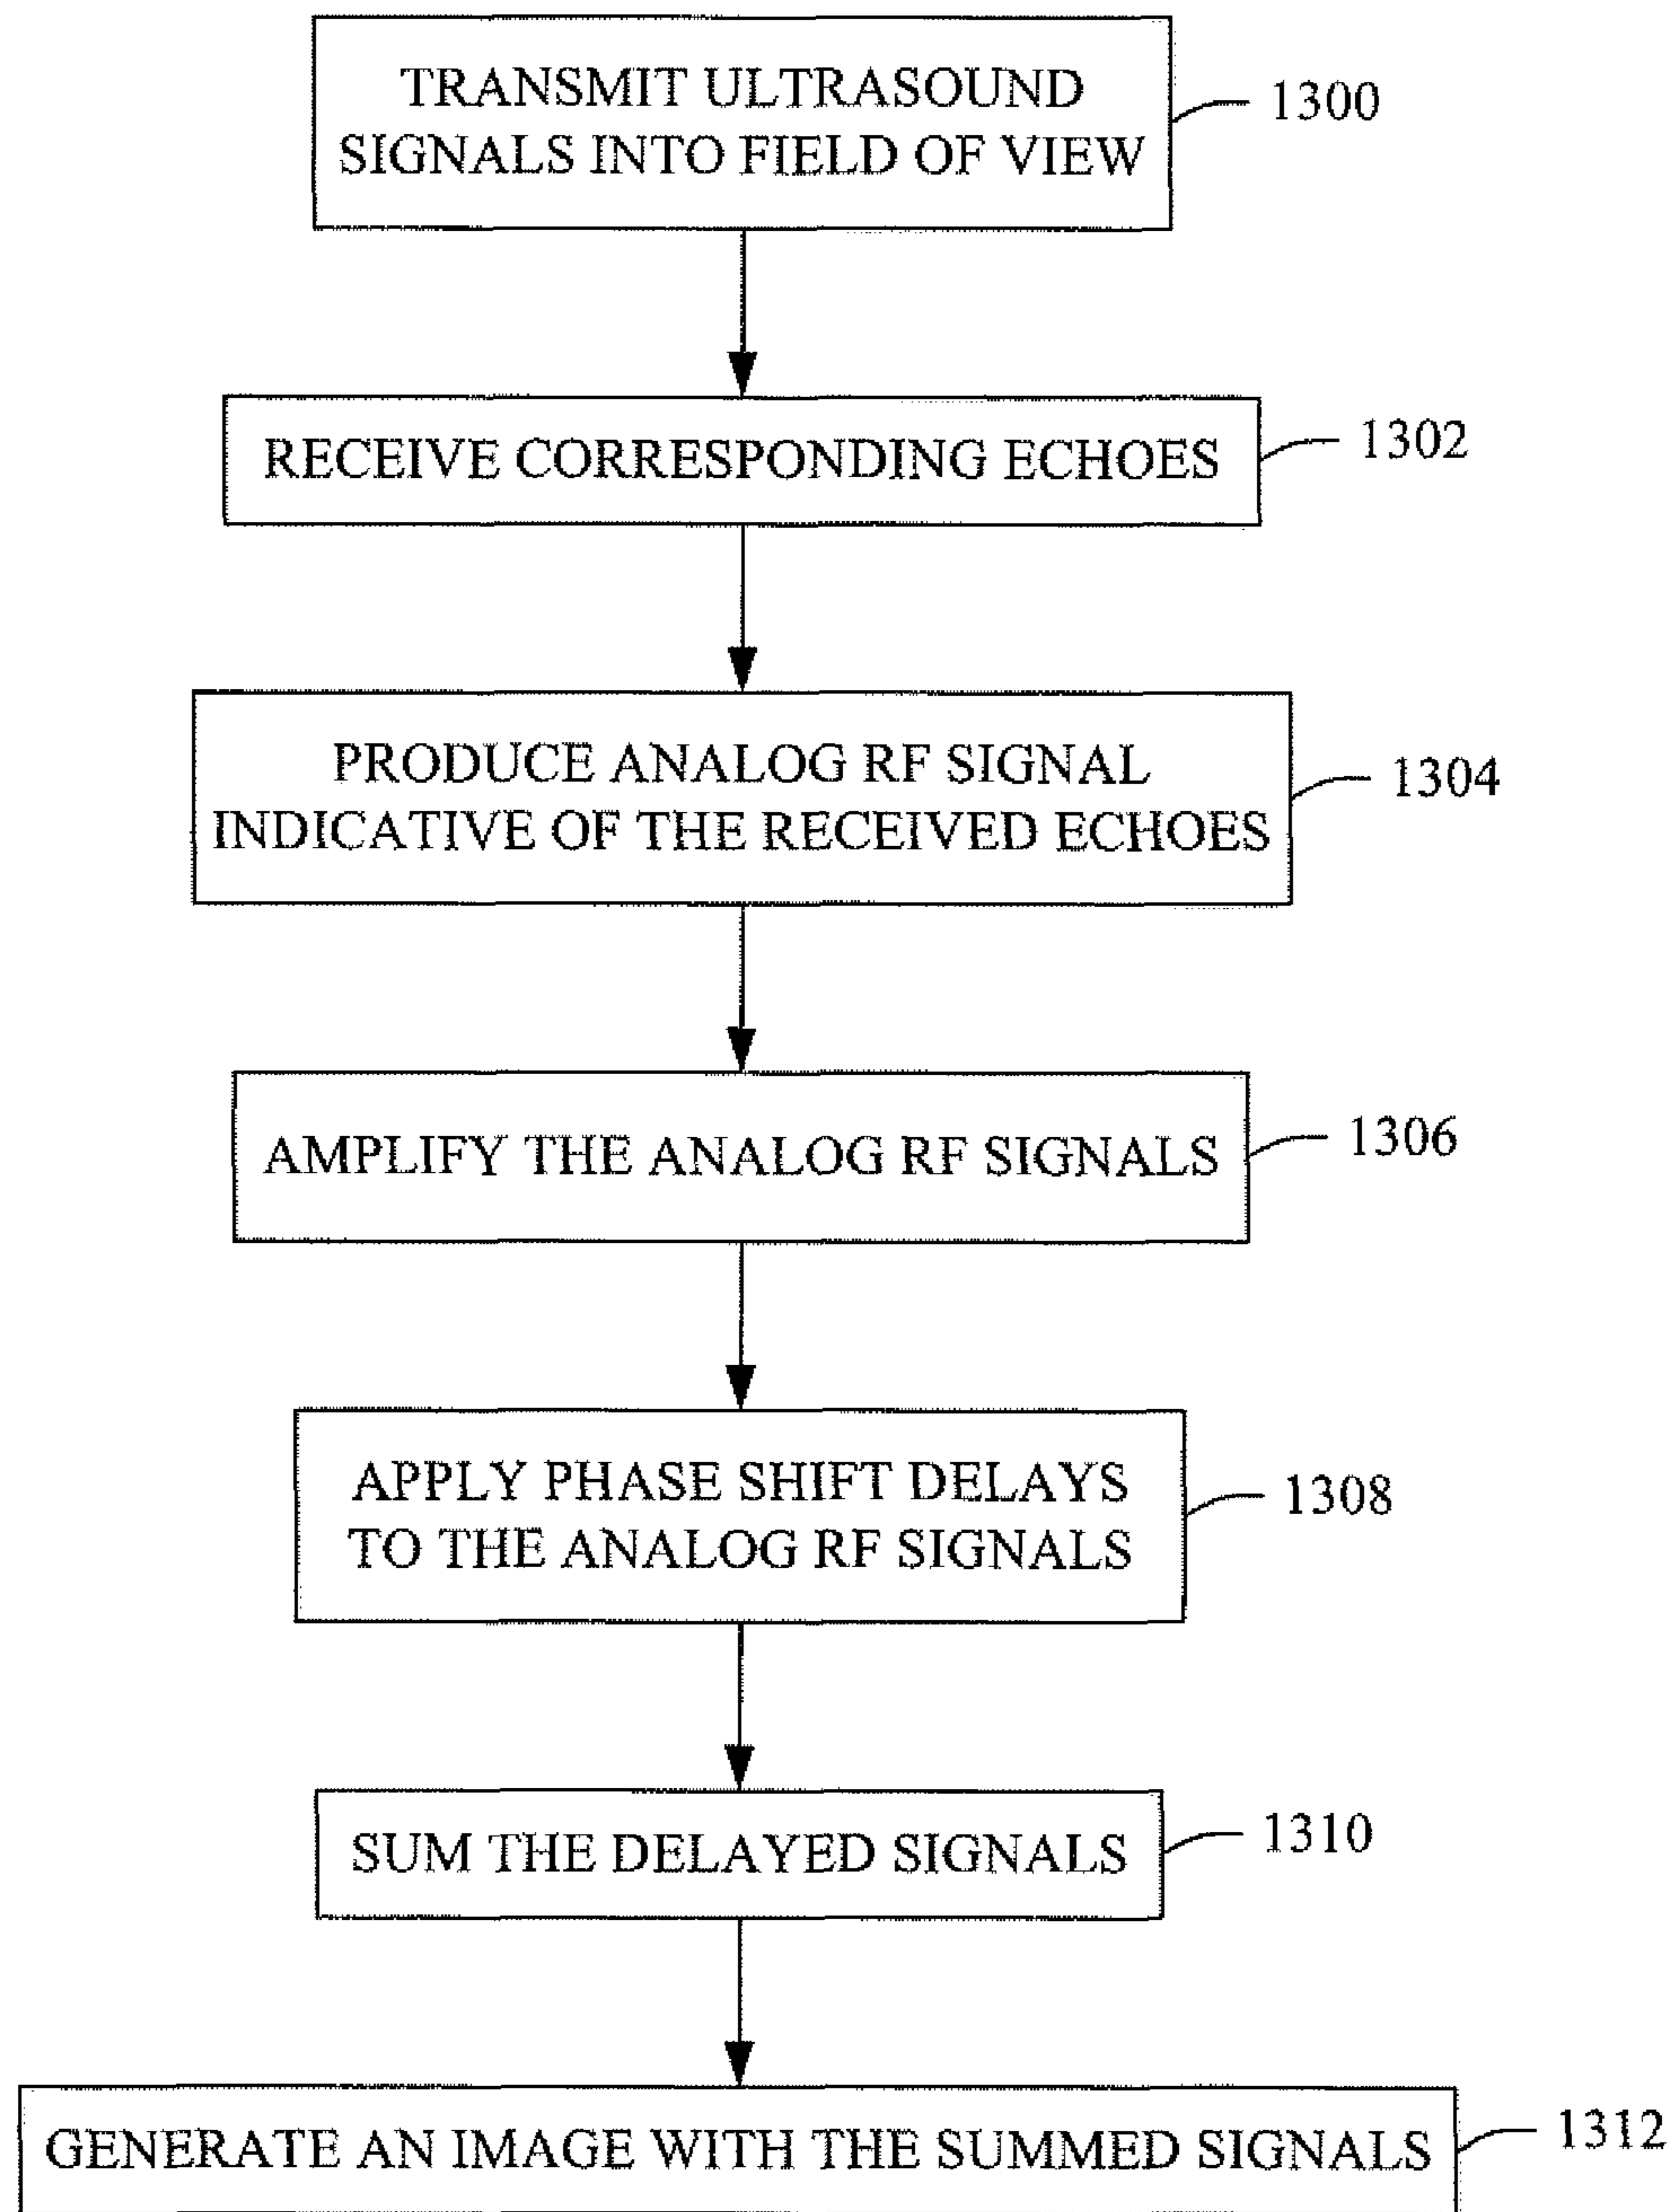 TRANSMIT ULTRASOUND
SIGNALS INTO FIELD OF VIEW
1300
RECEIVE CORRESPONDING ECHOES
1302
PRODUCE ANALOG RF SIGNAL
INDICATIVE OF THE RECEIVED ECHOES
1304
AMPLIFY THE ANALOG RF SIGNALS
1306
APPLY PHASE SHIFT DELAYS
TO THE ANALOG RF SIGNALS
1308
SUM THE DELAYED SIGNALS
1310
GENERATE AN IMAGE WITH THE SUMMED SIGNALS
1312